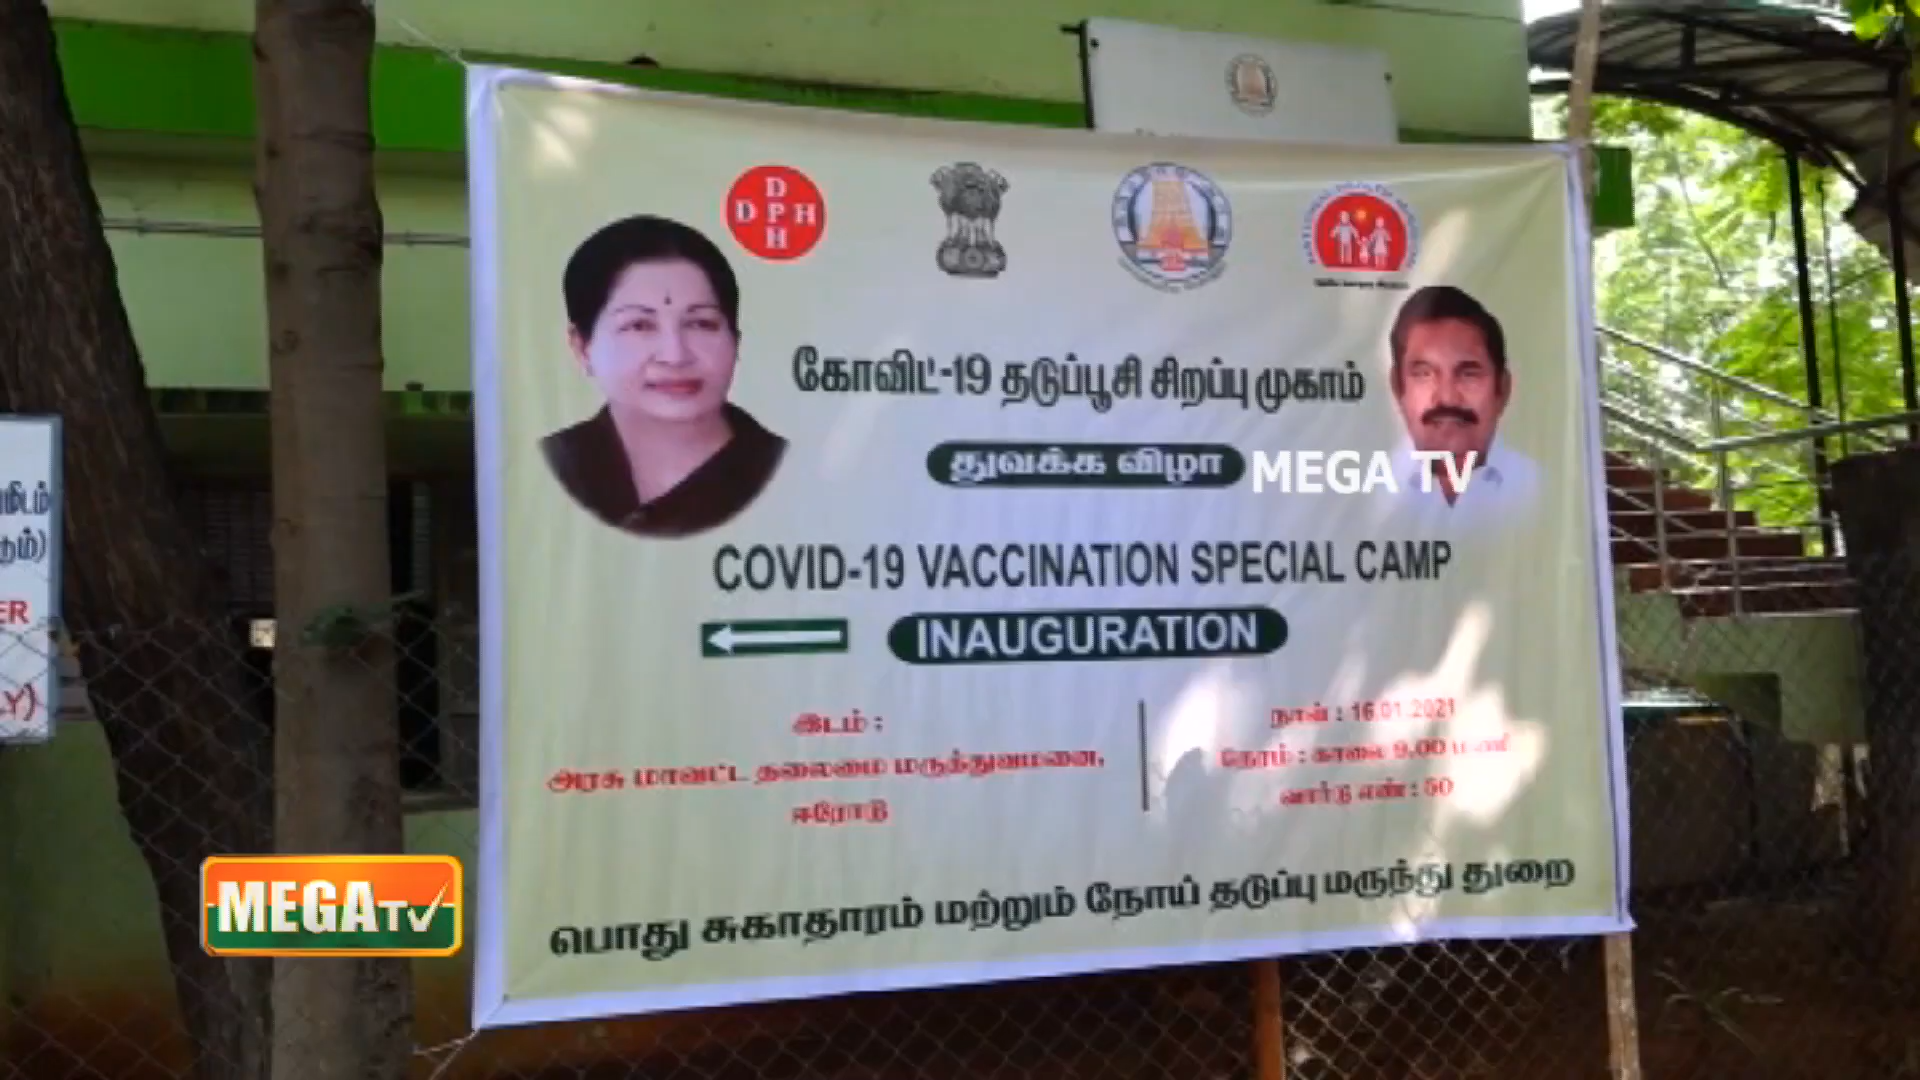 D
DPH
H
கோவிட்-19 தடுப்பூசி சிறப்பு முகாம்
துவக்க விழா
MEGA TV
COVID-19 VACCINATION SPECIAL CAMP
INAUGURATION
இடம் :
அரசு மாவட்ட தலைமை மருத்துவமனை,
ஈரோடு
நாள் : 16.01.2021
நேரம் : காலை 9.00 மணி
வார்டு எண் : 50
பொது சுகாதாரம் மற்றும் நோய் தடுப்பு மருந்து துறை
MEGA TV